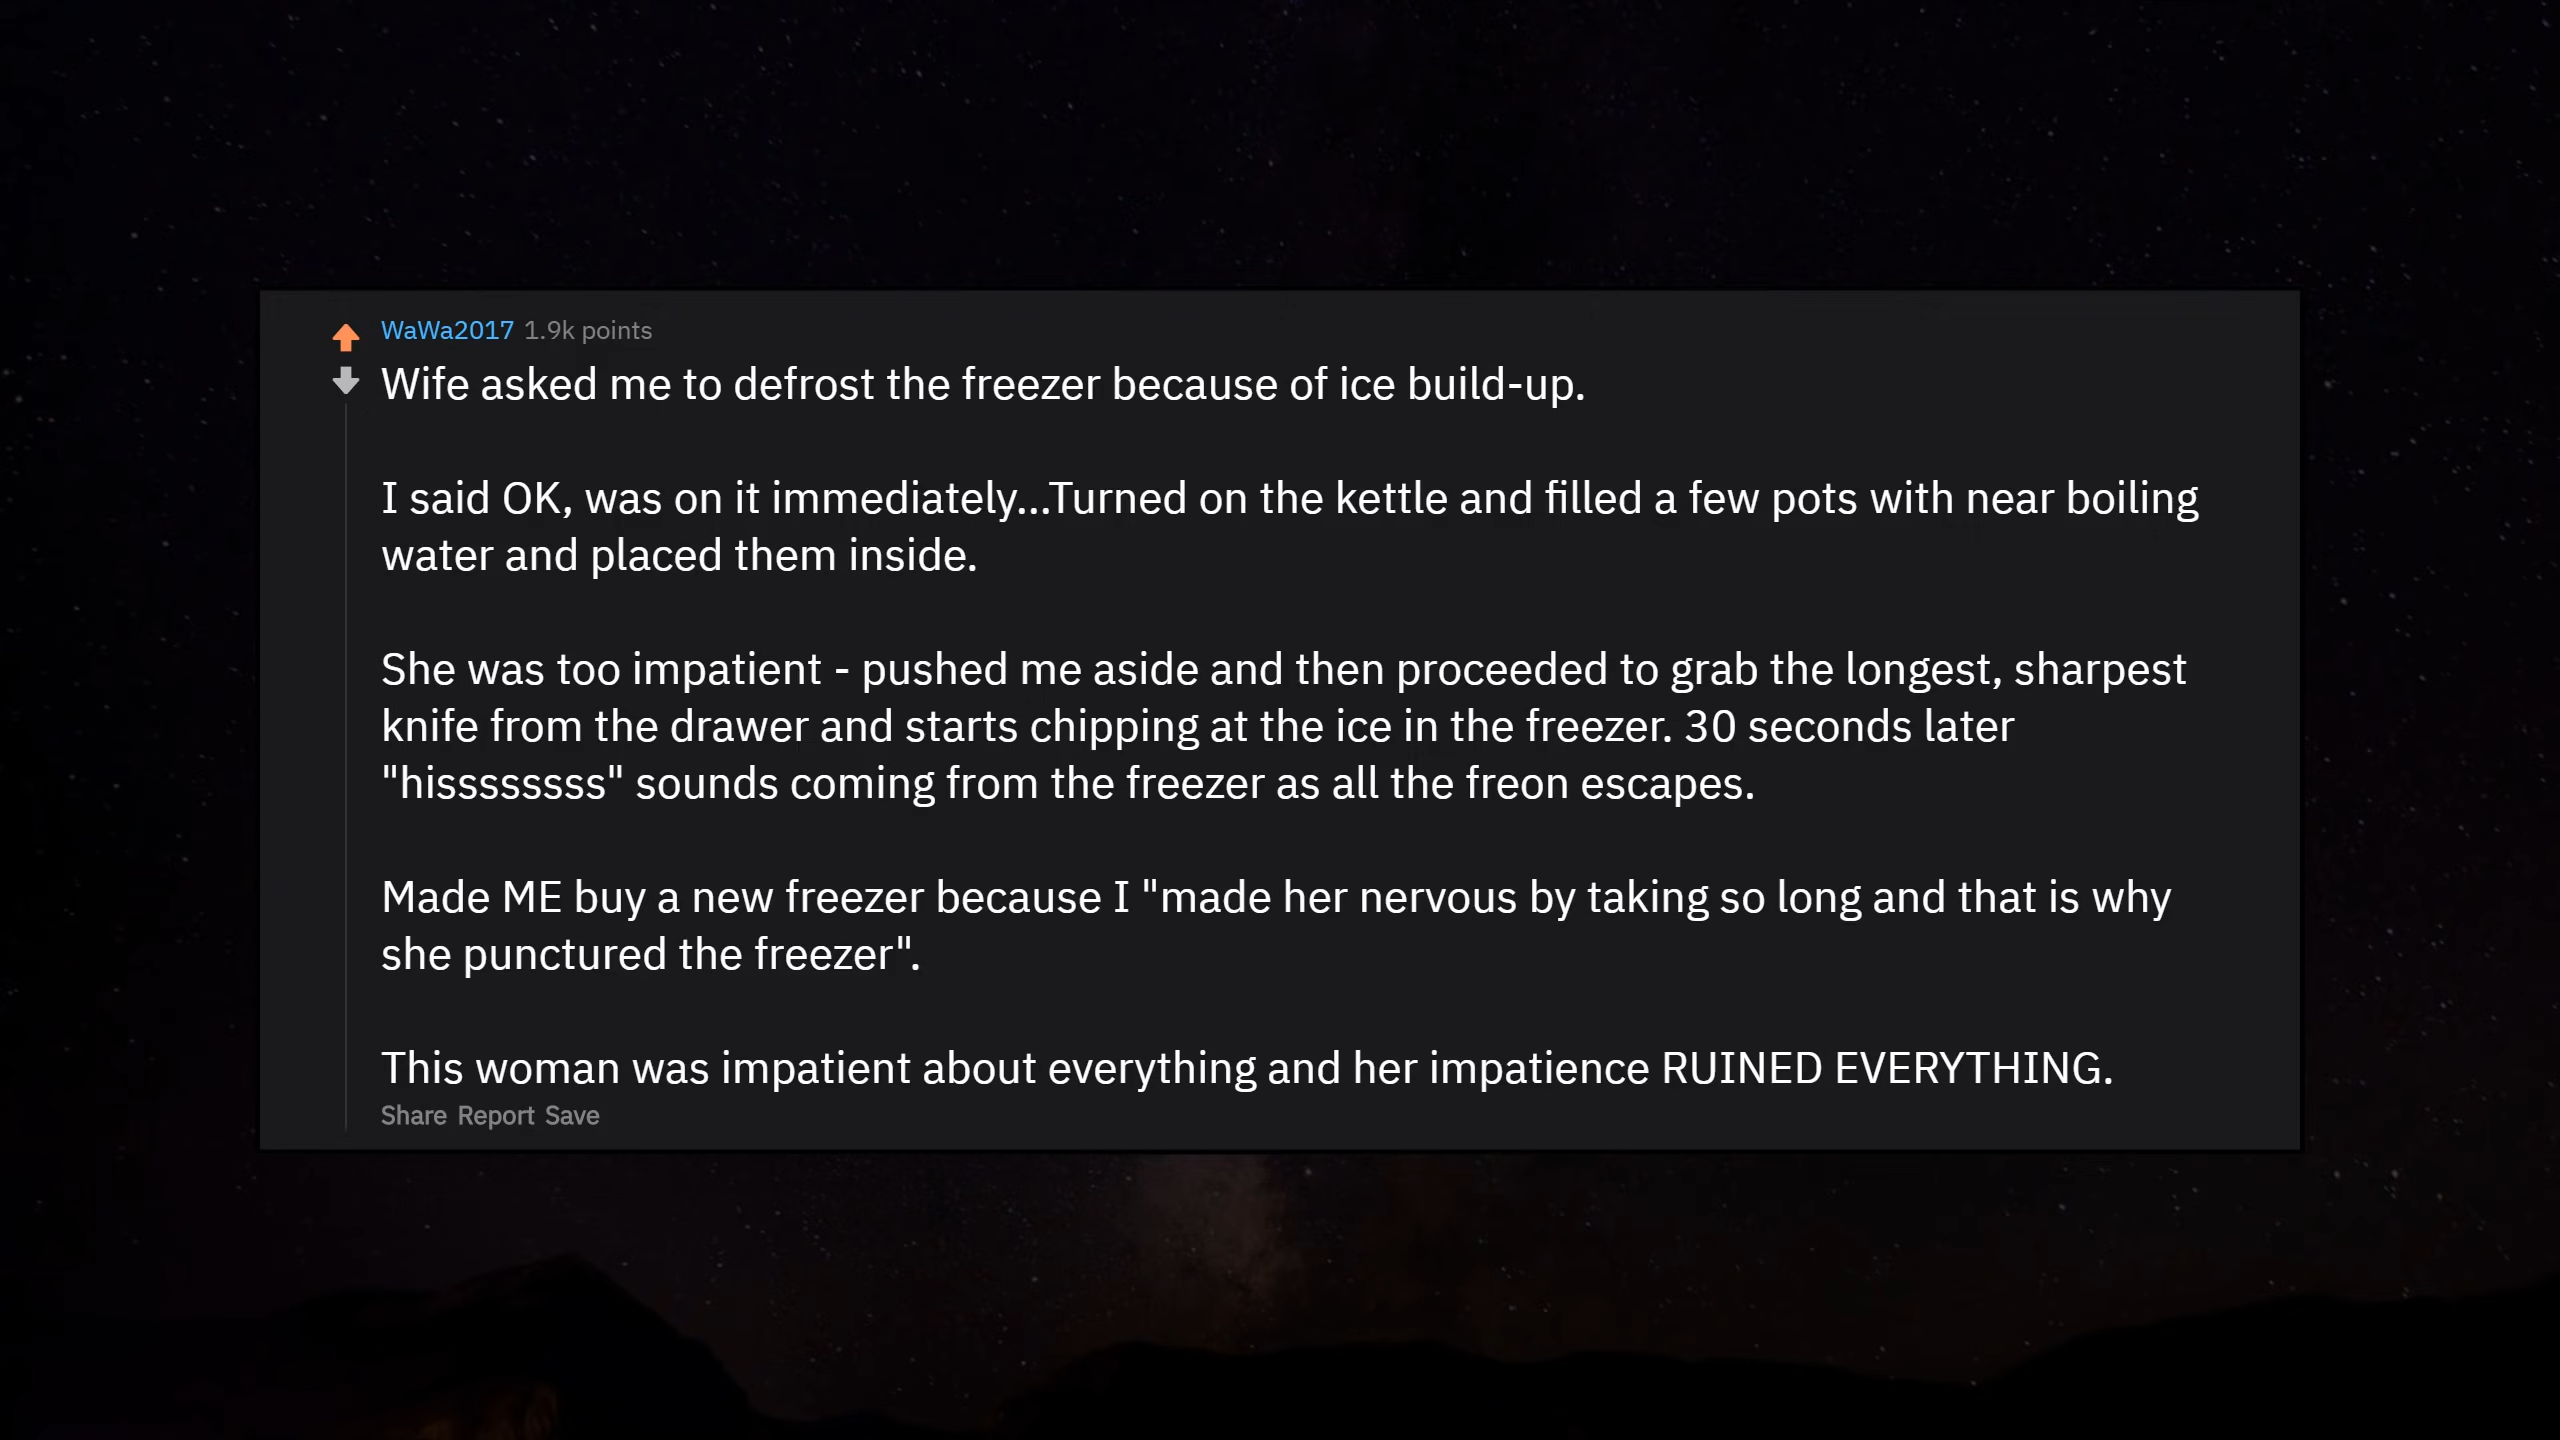 WaWa2017 1.9k points
Wife asked me to defrost the freezer because of ice build-up.
I said OK, was on it immediately...Turned on the kettle and filled a few pots with near boiling
water and placed them inside.
She was too impatient - pushed me aside and then proceeded to grab the longest, sharpest
knife from the drawer and starts chipping at the ice in the freezer. 30 seconds later
"hissssssss" sounds coming from the freezer as all the freon escapes.
Made ME buy a new freezer because I "made her nervous by taking so long and that is why
she punctured the freezer".
This woman was impatient about everything and her impatience RUINED EVERYTHING.
Share Report Save